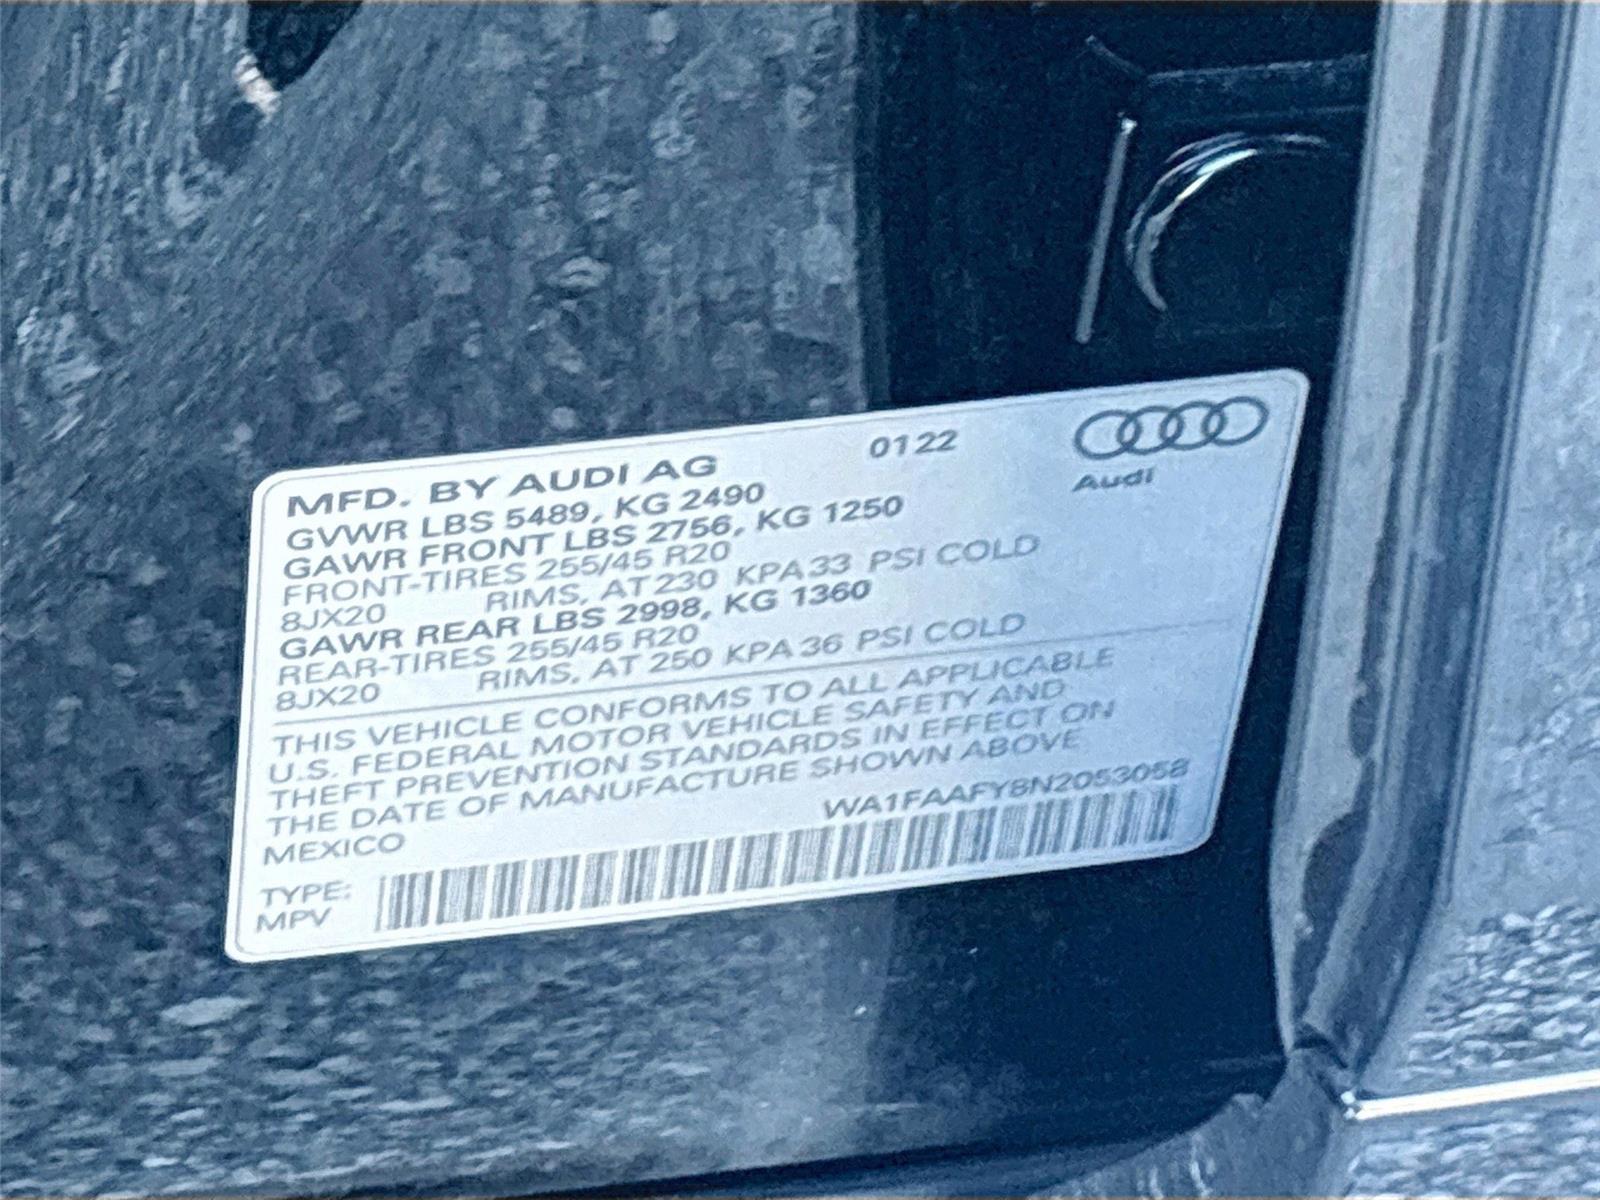 MFD. BY AUDI AG 0122
Audi
GVWR LBS 5489, KG 2490
GAWR FRONT LBS 2756, KG 1250
FRONT-TIRES 255/45 R20
8JX20 RIMS, AT 230 KPA 33 PSI COLD
GAWR REAR LBS 2998, KG 1360
REAR-TIRES 255/45 R20
8JX20 RIMS, AT 250 KPA 36 PSI COLD
THIS VEHICLE CONFORMS TO ALL APPLICABLE
U.S. FEDERAL MOTOR VEHICLE SAFETY AND
THEFT PREVENTION STANDARDS IN EFFECT ON
THE DATE OF MANUFACTURE SHOWN ABOVE
MEXICO WA1FAAFY8N2053058
TYPE:
MPV